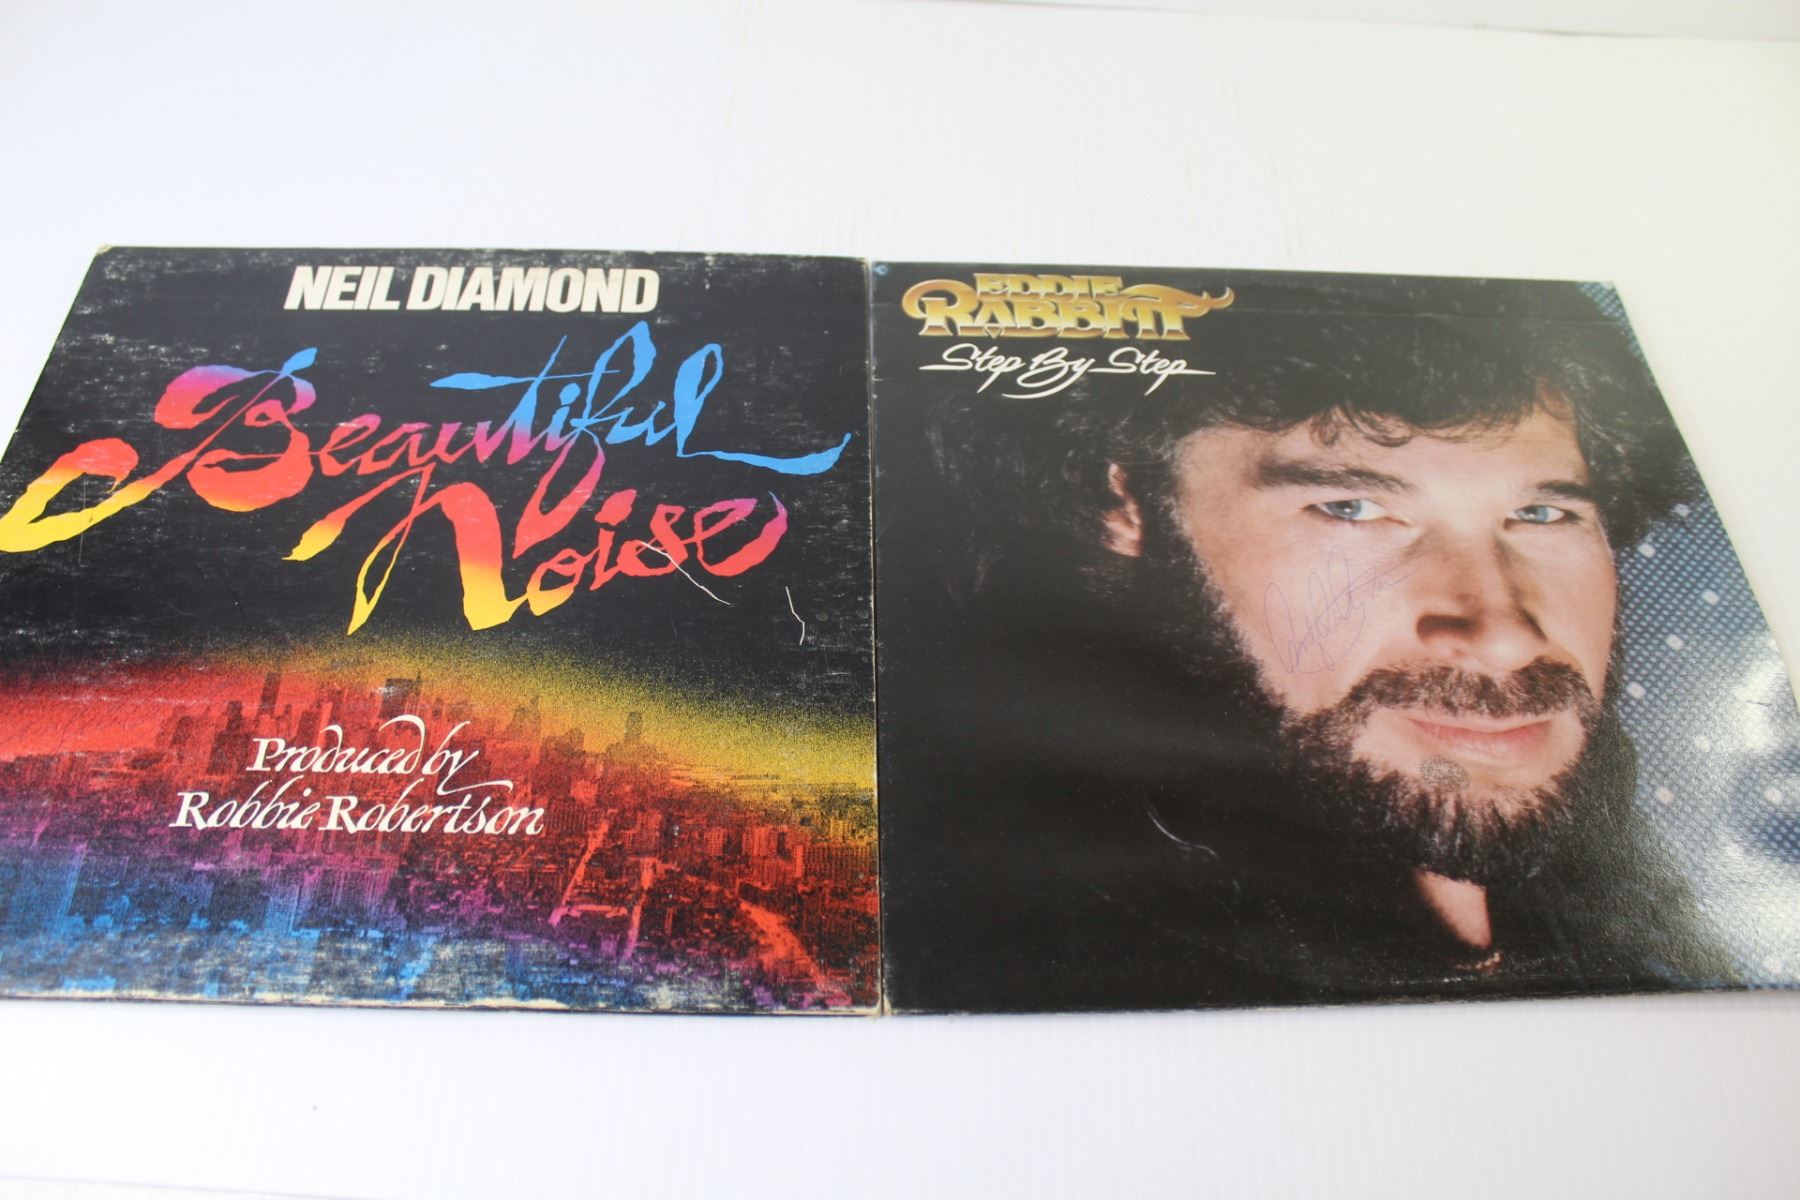 NEIL DIAMOND
Beautiful
Noise
Produced by
Robbie Robertson
EDDIE
RABBITT
Step By Step